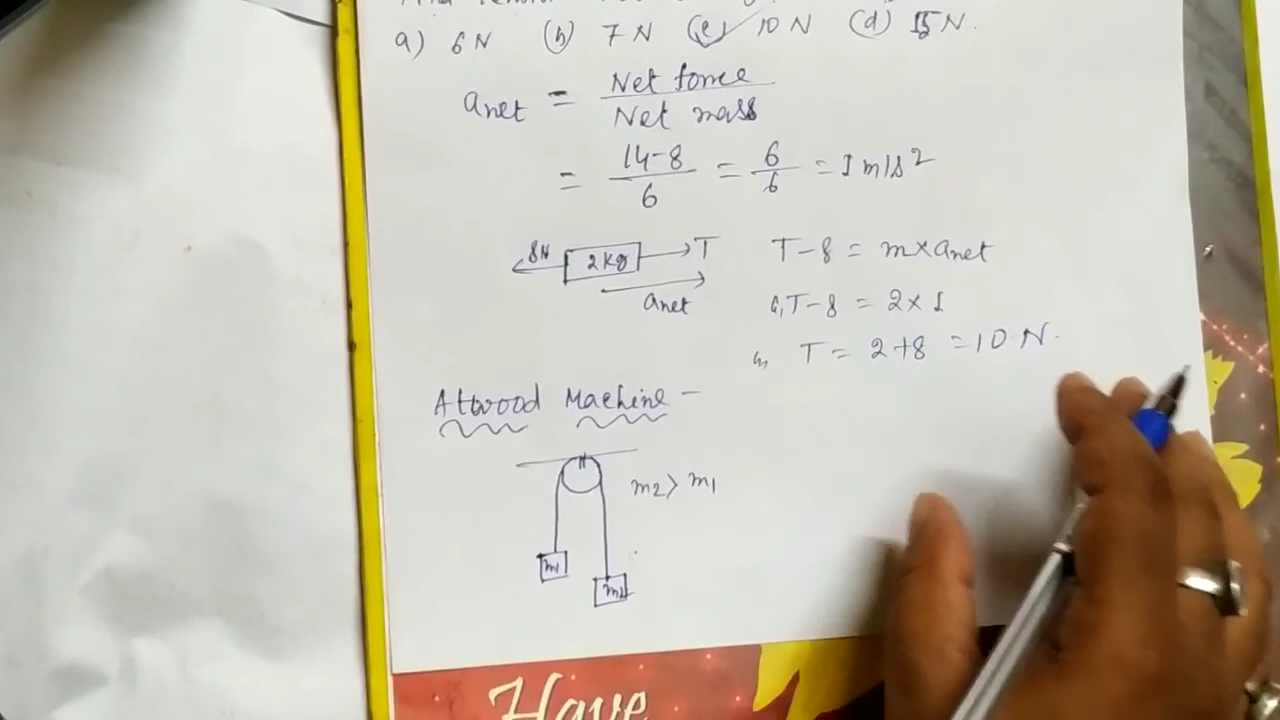 a) 6N (b) 7N (c) 10N (d) 15N.
anet = Net force / Net mass
= 14-8 / 6 = 6 / 6 = 1 m/s²
8N 2kg T T-8 = m×anet
anet T-8 = 2×1
T = 2+8 = 10 N.
Attwood Machine -
m2 > m1
m1
m2
Have